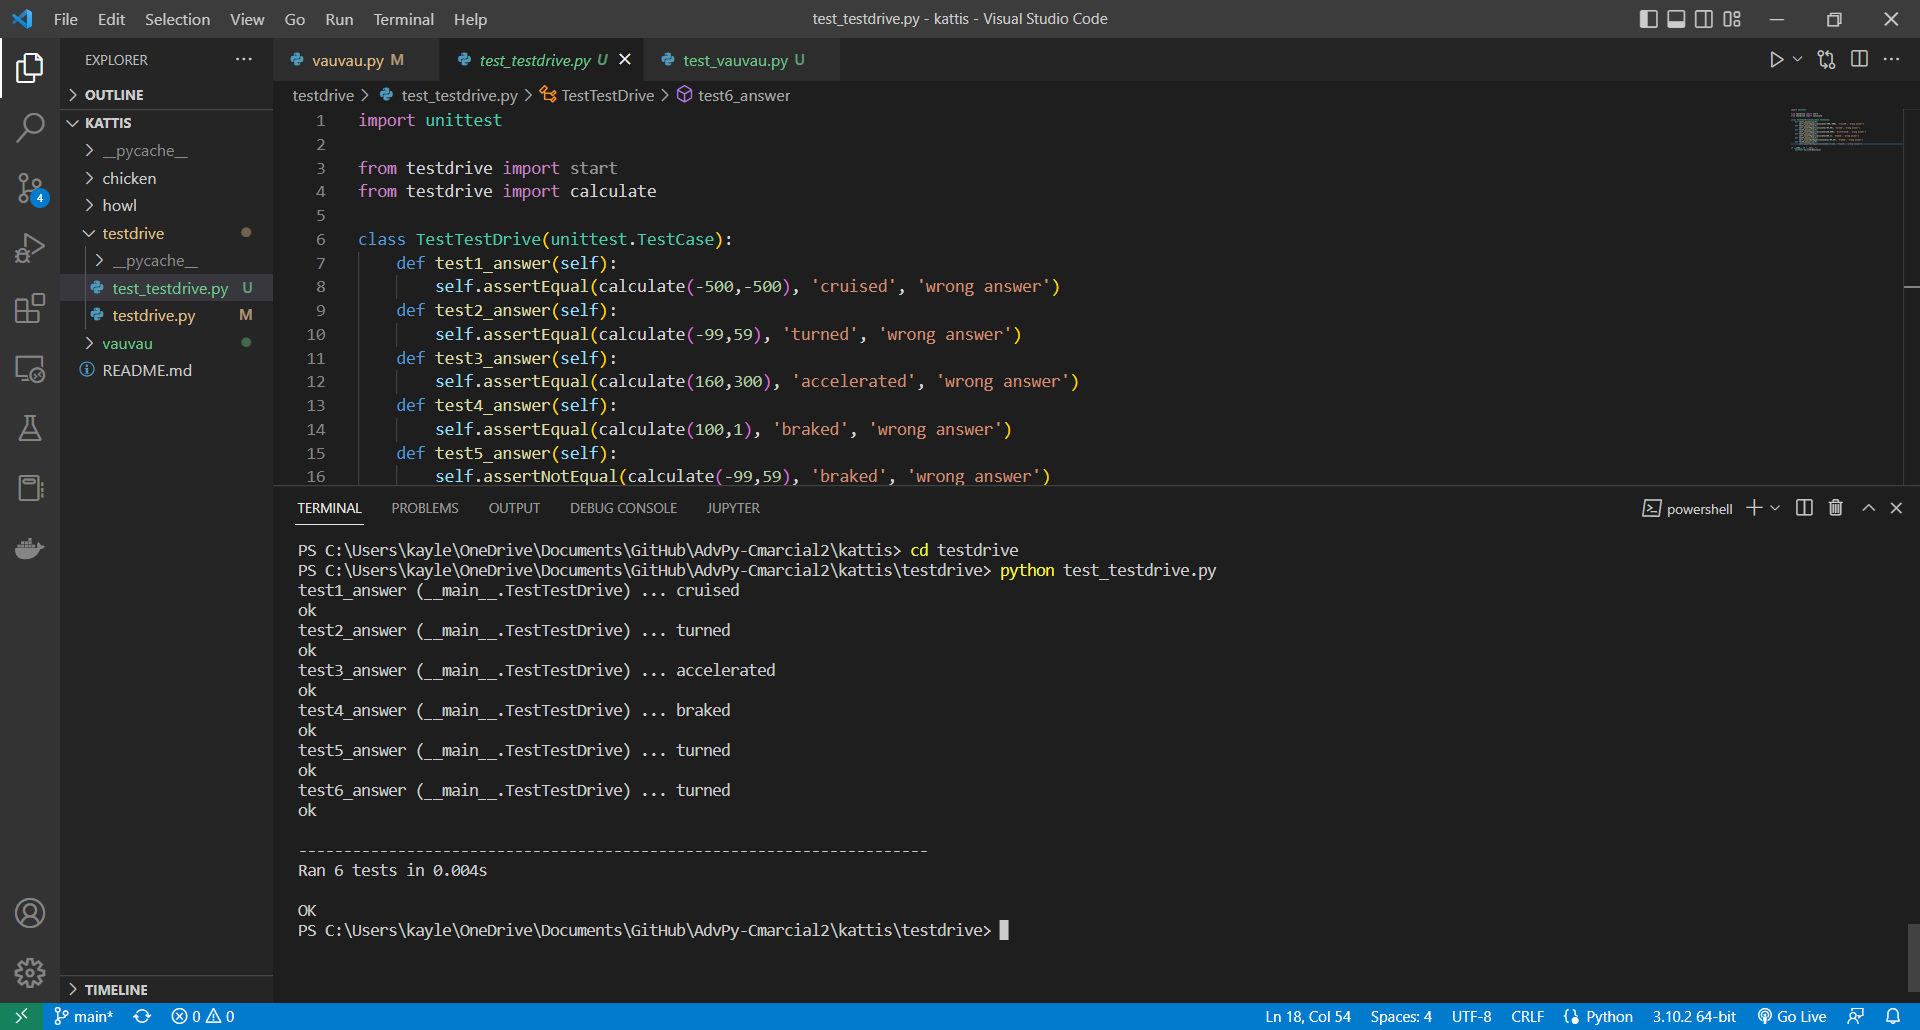 File Edit Selection View Go Run Terminal Help
test_testdrive.py - kattis - Visual Studio Code
EXPLORER
OUTLINE
KATTIS
__pycache__
chicken
howl
testdrive
__pycache__
test_testdrive.py U
testdrive.py M
vauvau
README.md
TIMELINE
4
vauvau.py M
test_testdrive.py U
test_vauvau.py U
testdrive > test_testdrive.py > TestTestDrive > test6_answer
1 import unittest
2
3 from testdrive import start
4 from testdrive import calculate
5
6 class TestTestDrive(unittest.TestCase):
7 def test1_answer(self):
8 self.assertEqual(calculate(-500,-500), 'cruised', 'wrong answer')
9 def test2_answer(self):
10 self.assertEqual(calculate(-99,59), 'turned', 'wrong answer')
11 def test3_answer(self):
12 self.assertEqual(calculate(160,300), 'accelerated', 'wrong answer')
13 def test4_answer(self):
14 self.assertEqual(calculate(100,1), 'braked', 'wrong answer')
15 def test5_answer(self):
16 self.assertNotEqual(calculate(-99,59), 'braked', 'wrong answer')
TERMINAL PROBLEMS OUTPUT DEBUG CONSOLE JUPYTER
powershell
PS C:\Users\kayle\OneDrive\Documents\GitHub\AdvPy-Cmarcial2\kattis> cd testdrive
PS C:\Users\kayle\OneDrive\Documents\GitHub\AdvPy-Cmarcial2\kattis\testdrive> python test_testdrive.py
test1_answer (__main__.TestTestDrive) ... cruised
ok
test2_answer (__main__.TestTestDrive) ... turned
ok
test3_answer (__main__.TestTestDrive) ... accelerated
ok
test4_answer (__main__.TestTestDrive) ... braked
ok
test5_answer (__main__.TestTestDrive) ... turned
ok
test6_answer (__main__.TestTestDrive) ... turned
ok
----------------------------------------------------------------------
Ran 6 tests in 0.004s
OK
PS C:\Users\kayle\OneDrive\Documents\GitHub\AdvPy-Cmarcial2\kattis\testdrive>
main* 0 0
Ln 18, Col 54 Spaces: 4 UTF-8 CRLF Python 3.10.2 64-bit Go Live